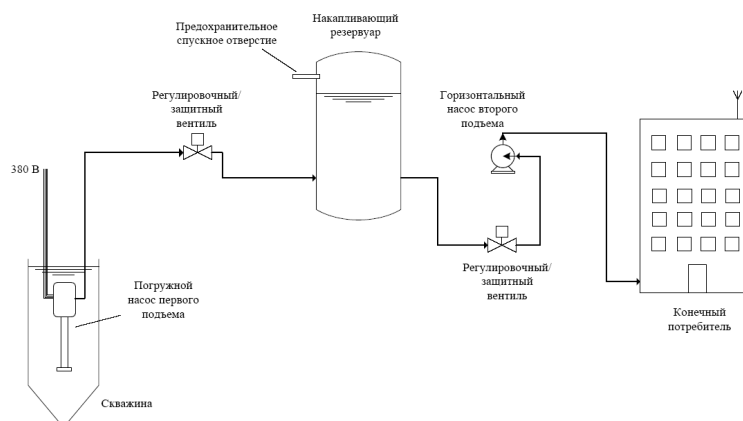 Предохранительное
спускное отверстие
Накапливающий
резервуар
Регулировочный/
защитный
вентиль
Горизонтальный
насос второго
подъема
380 В
Погружной
насос первого
подъема
Регулировочный/
защитный
вентиль
Конечный
потребитель
Скважина